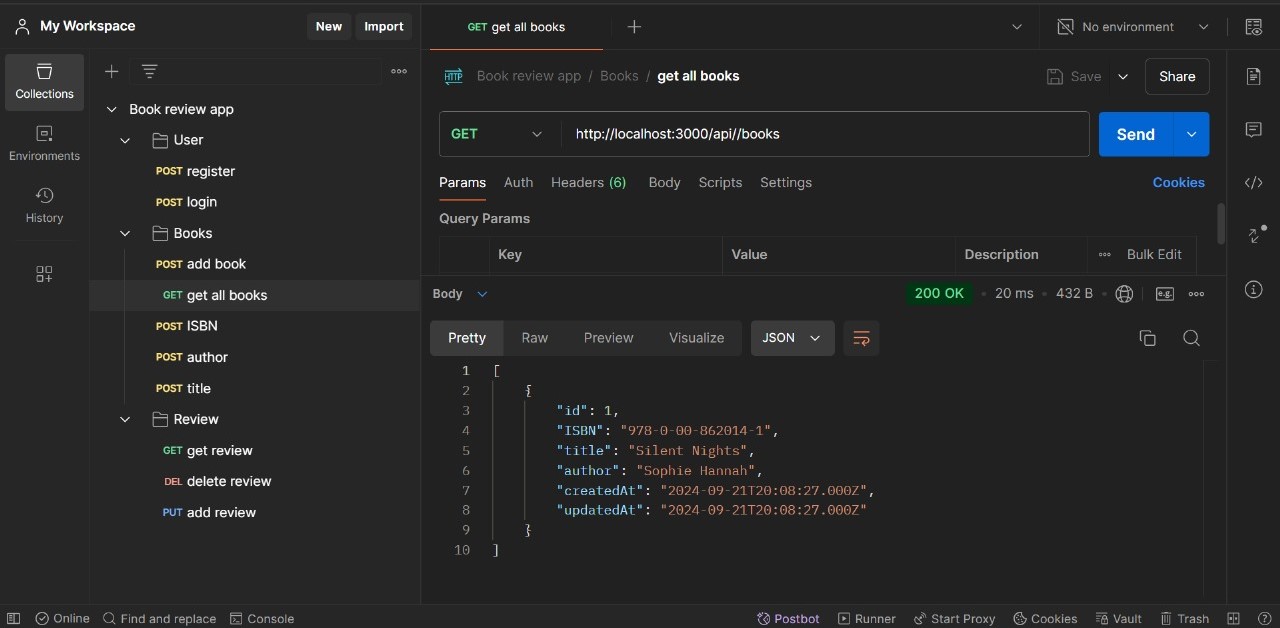 My Workspace
New
Import
GET get all books
No environment
Collections
Environments
History
Book review app
User
POST register
POST login
Books
POST add book
GET get all books
POST ISBN
POST author
POST title
Review
GET get review
DEL delete review
PUT add review
HTTP Book review app / Books / get all books
Save
Share
GET http://localhost:3000/api//books
Send
Params Auth Headers (6) Body Scripts Settings
Cookies
Query Params
Key Value Description Bulk Edit
Body
200 OK 20 ms 432 B e.g.
Pretty Raw Preview Visualize JSON
1 [
2 {
3 "id": 1,
4 "ISBN": "978-0-00-862014-1",
5 "title": "Silent Nights",
6 "author": "Sophie Hannah",
7 "createdAt": "2024-09-21T20:08:27.000Z",
8 "updatedAt": "2024-09-21T20:08:27.000Z"
9 }
10 ]
Online Find and replace Console Postbot Runner Start Proxy Cookies Vault Trash